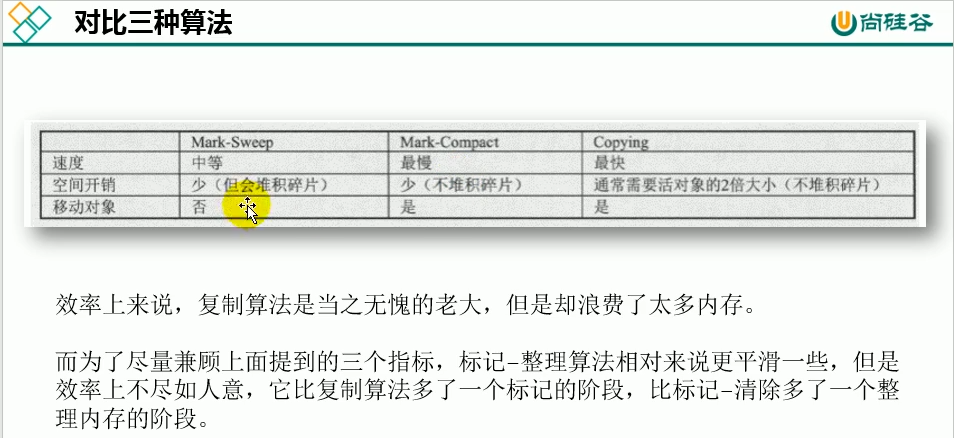 对比三种算法
尚硅谷
Mark-Sweep Mark-Compact Copying
速度 中等 最慢 最快
空间开销 少（但会堆积碎片） 少（不堆积碎片） 通常需要活对象的2倍大小（不堆积碎片）
移动对象 否 是 是
效率上来说，复制算法是当之无愧的老大，但是却浪费了太多内存。
而为了尽量兼顾上面提到的三个指标，标记-整理算法相对来说更平滑一些，但是
效率上不尽如人意，它比复制算法多了一个标记的阶段，比标记-清除多了一个整
理内存的阶段。